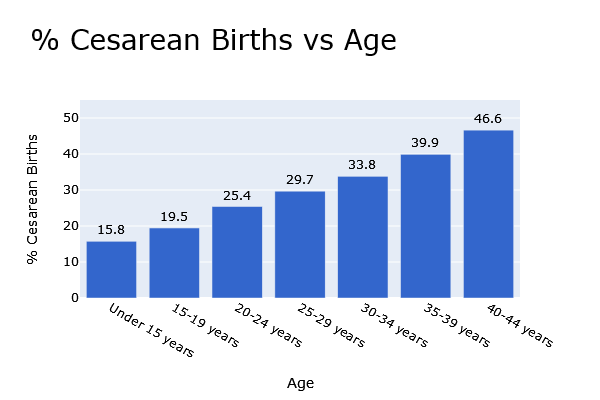 % Cesarean Births vs Age
% Cesarean Births
50
40
30
20
10
0
15.8
19.5
25.4
29.7
33.8
39.9
46.6
Under 15 years
15-19 years
20-24 years
25-29 years
30-34 years
35-39 years
40-44 years
Age